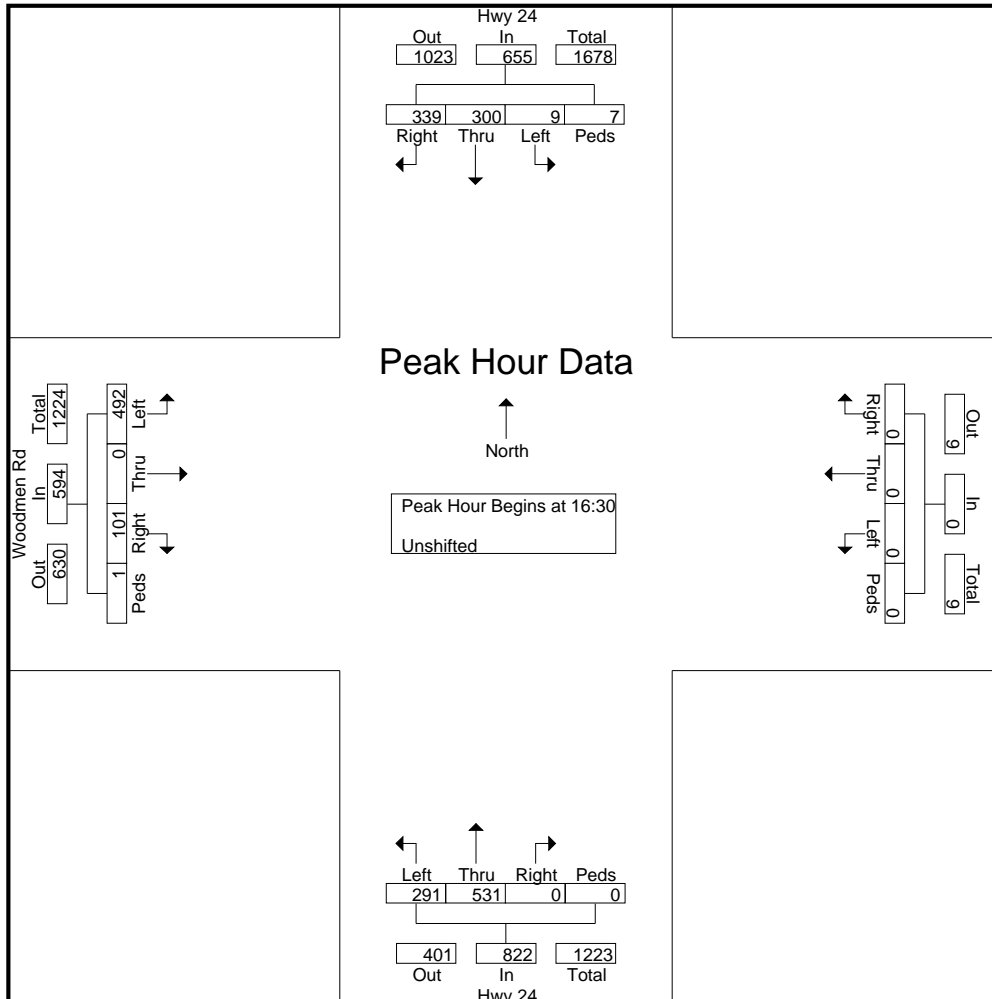 Hwy 24
Out In Total
1023 655 1678
339 300 9 7
Right Thru Left Peds
Peak Hour Data
North
Peak Hour Begins at 16:30
Unshifted
Woodmen Rd
Total In Out
1224 594 630
492 0 101 1
Left Thru Right Peds
Out In Total
9 0 9
Right Thru Left Peds
0 0 0 0
Left Thru Right Peds
291 531 0 0
401 822 1223
Out In Total
Hwy 24